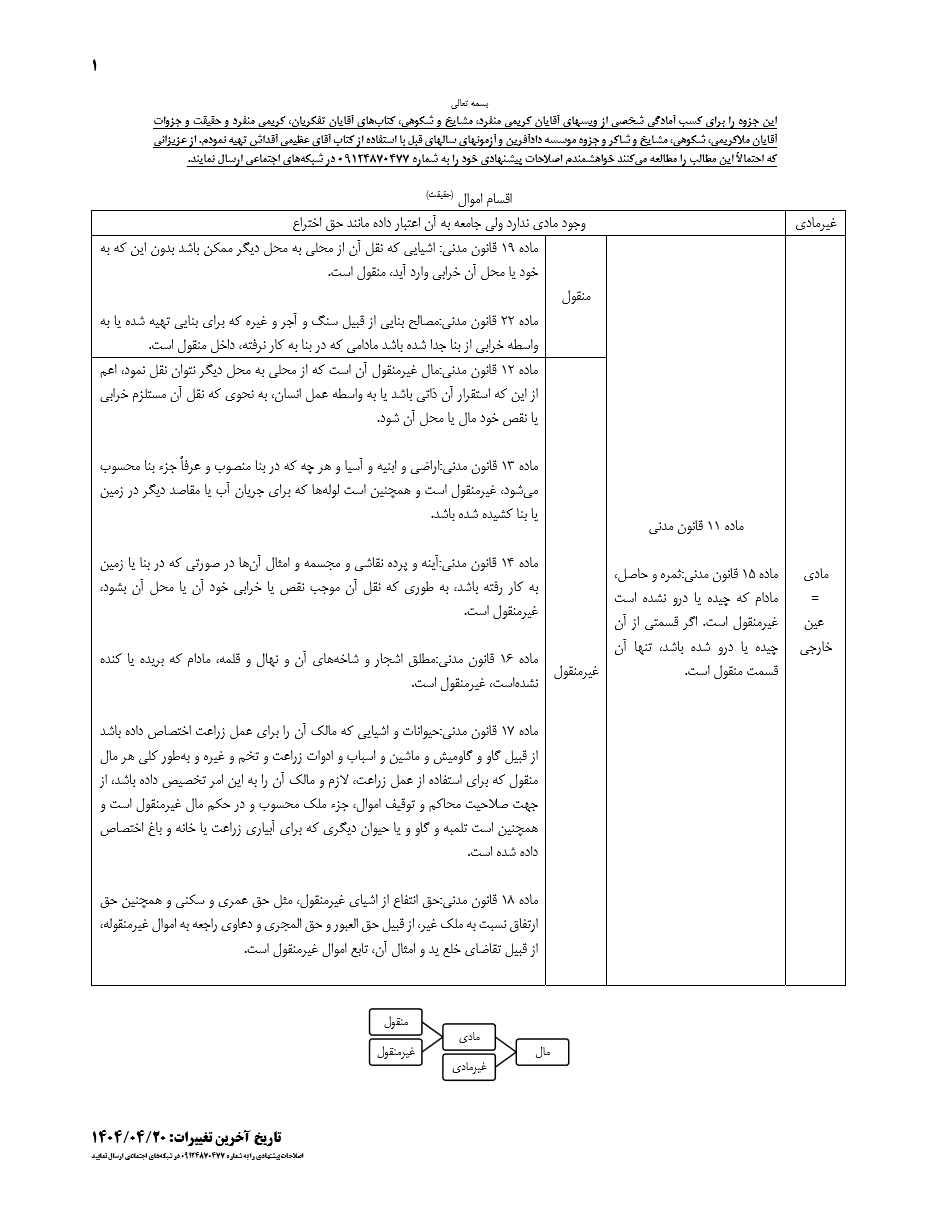 ۱
بسمه تعالی
این جزوه را برای کسب آمادگی شخصی از ویسهای آقایان کریمی منفرد، مشایخ و شکوهی، کتاب‌های آقایان تفکریان، کریمی منفرد و حقیقت و جزوات
آقایان ملاکریمی، شکوهی، مشایخ و شاکر و جزوه موسسه دادآفرین و آزمونهای سالهای قبل با استفاده از کتاب آقای عظیمی آقداش تهیه نمودم. از عزیزانی
که احتمالاً این مطالب را مطالعه می‌کنند خواهشمندم اصلاحات پیشنهادی خود را به شماره ۰۹۱۲۴۸۷۰۴۷۷ در شبکه‌های اجتماعی ارسال نمایند.
اقسام اموال (حقیقت)
غیرمادی
وجود مادی ندارد ولی جامعه به آن اعتبار داده مانند حق اختراع
مادی
=
عین
خارجی
ماده ۱۱ قانون مدنی
ماده ۱۵ قانون مدنی:ثمره و حاصل،
مادام که چیده یا درو نشده است
غیرمنقول است. اگر قسمتی از آن
چیده یا درو شده باشد، تنها آن
قسمت منقول است.
منقول
ماده ۱۹ قانون مدنی: اشیایی که نقل آن از محلی به محل دیگر ممکن باشد بدون این که به
خود یا محل آن خرابی وارد آید، منقول است.
ماده ۲۲ قانون مدنی:مصالح بنایی از قبیل سنگ و آجر و غیره که برای بنایی تهیه شده یا به
واسطه خرابی از بنا جدا شده باشد مادامی که در بنا به کار نرفته، داخل منقول است.
غیرمنقول
ماده ۱۲ قانون مدنی:مال غیرمنقول آن است که از محلی به محل دیگر نتوان نقل نمود، اعم
از این که استقرار آن ذاتی باشد یا به واسطه عمل انسان، به نحوی که نقل آن مستلزم خرابی
یا نقص خود مال یا محل آن شود.
ماده ۱۳ قانون مدنی:اراضی و ابنیه و آسیا و هر چه که در بنا منصوب و عرفاً جزء بنا محسوب
می‌شود، غیرمنقول است و همچنین است لوله‌ها که برای جریان آب یا مقاصد دیگر در زمین
یا بنا کشیده شده باشد.
ماده ۱۴ قانون مدنی:آینه و پرده نقاشی و مجسمه و امثال آن‌ها در صورتی که در بنا یا زمین
به کار رفته باشد، به طوری که نقل آن موجب نقص یا خرابی خود آن یا محل آن بشود،
غیرمنقول است.
ماده ۱۶ قانون مدنی:مطلق اشجار و شاخه‌های آن و نهال و قلمه، مادام که بریده یا کنده
نشده‌است، غیرمنقول است.
ماده ۱۷ قانون مدنی:حیوانات و اشیایی که مالک آن را برای عمل زراعت اختصاص داده باشد
از قبیل گاو و گاومیش و ماشین و اسباب و ادوات زراعت و تخم و غیره و به‌طور کلی هر مال
منقول که برای استفاده از عمل زراعت، لازم و مالک آن را به این امر تخصیص داده باشد، از
جهت صلاحیت محاکم و توقیف اموال، جزء ملک محسوب و در حکم مال غیرمنقول است و
همچنین است تلمبه و گاو و یا حیوان دیگری که برای آبیاری زراعت یا خانه و باغ اختصاص
داده شده است.
ماده ۱۸ قانون مدنی:حق انتفاع از اشیای غیرمنقول، مثل حق عمری و سکنی و همچنین حق
ارتفاق نسبت به ملک غیر، از قبیل حق العبور و حق المجری و دعاوی راجعه به اموال غیرمنقوله،
از قبیل تقاضای خلع ید و امثال آن، تابع اموال غیرمنقول است.
مال
مادی
غیرمادی
منقول
غیرمنقول
تاریخ آخرین تغییرات: ۱۴۰۴/۰۴/۲۰
اصلاحات پیشنهادی را به شماره ۰۹۱۲۴۸۷۰۴۷۷ در شبکه‌های اجتماعی ارسال نمایید